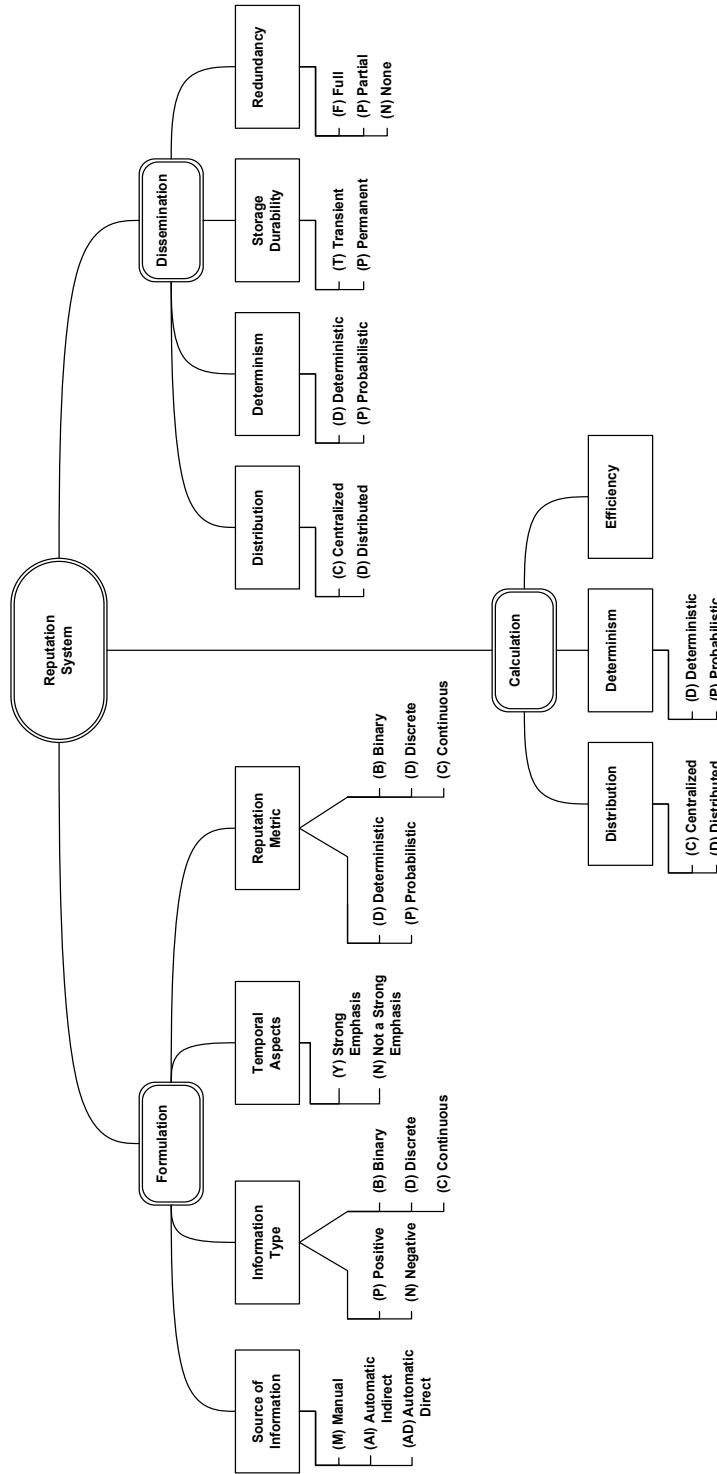 Reputation
System
Formulation
Dissemination
Source of
Information
Information
Type
Temporal
Aspects
Reputation
Metric
Distribution
Determinism
Storage
Durability
Redundancy
(M) Manual
(AI) Automatic
Indirect
(AD) Automatic
Direct
(P) Positive
(N) Negative
(B) Binary
(D) Discrete
(C) Continuous
(Y) Strong
Emphasis
(N) Not a Strong
Emphasis
(D) Deterministic
(P) Probabilistic
(B) Binary
(D) Discrete
(C) Continuous
(C) Centralized
(D) Distributed
(D) Deterministic
(P) Probabilistic
(T) Transient
(P) Permanent
(F) Full
(P) Partial
(N) None
Calculation
Distribution
Determinism
Efficiency
(C) Centralized
(D) Distributed
(D) Deterministic
(P) Probabilistic